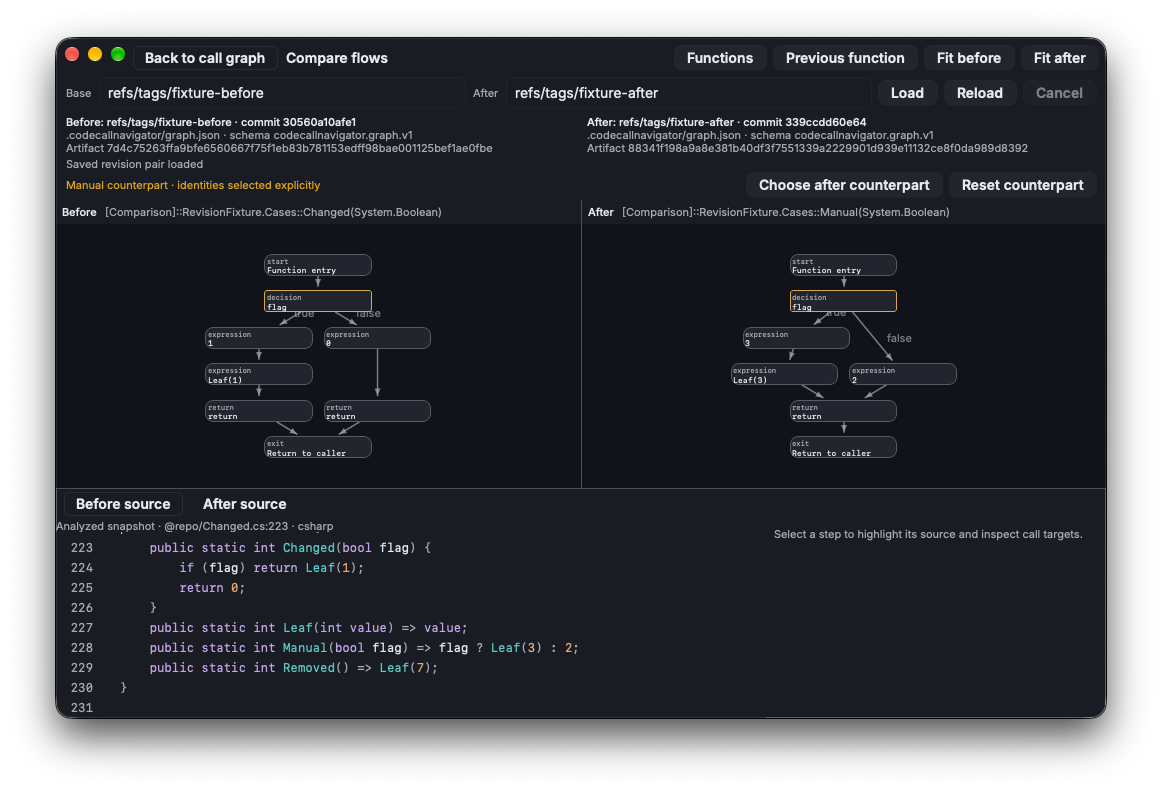 Back to call graph Compare flows Functions Previous function Fit before Fit after
Base refs/tags/fixture-before After refs/tags/fixture-after Load Reload Cancel
Before: refs/tags/fixture-before · commit 30560a10afe1
.codecallnavigator/graph.json · schema codecallnavigator.graph.v1
Artifact 7d4c75263ffa9bfe6560667f75f1eb83b781153edff98bae001125bef1ae0fbe
Saved revision pair loaded
After: refs/tags/fixture-after · commit 339ccdd60e64
.codecallnavigator/graph.json · schema codecallnavigator.graph.v1
Artifact 88341f198a9a8e381b40df3f7551339a2229901d939e11132ce8f0da989d8392
Manual counterpart · identities selected explicitly
Choose after counterpart Reset counterpart
Before [Comparison]::RevisionFixture.Cases::Changed(System.Boolean)
start
Function entry
decision
flag
true false
expression
1
expression
0
expression
Leaf(1)
return
return
return
return
exit
Return to caller
After [Comparison]::RevisionFixture.Cases::Manual(System.Boolean)
start
Function entry
decision
flag
true
false
expression
3
expression
Leaf(3)
expression
2
return
return
exit
Return to caller
Before source After source
Analyzed snapshot · @repo/Changed.cs:223 · csharp
Select a step to highlight its source and inspect call targets.
223 public static int Changed(bool flag) {
224 if (flag) return Leaf(1);
225 return 0;
226 }
227 public static int Leaf(int value) => value;
228 public static int Manual(bool flag) => flag ? Leaf(3) : 2;
229 public static int Removed() => Leaf(7);
230 }
231